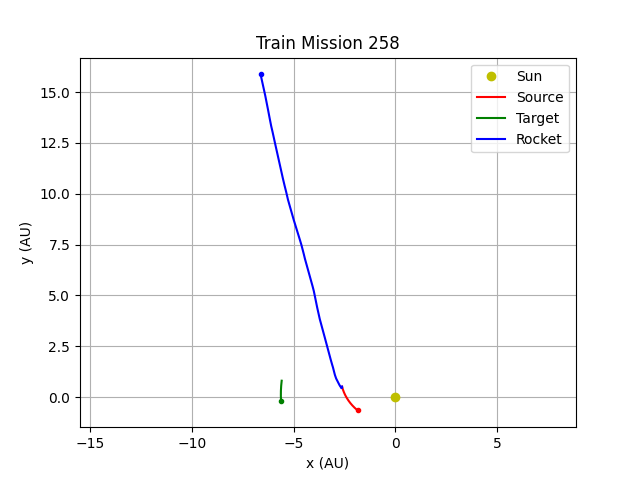 Train Mission 258
Sun
Source
Target
Rocket
15.0
12.5
10.0
7.5
5.0
2.5
0.0
y (AU)
−15
−10
−5
0
5
x (AU)